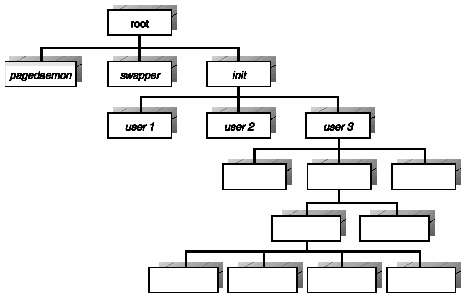 root
pagedaemon swapper init
user 1 user 2 user 3